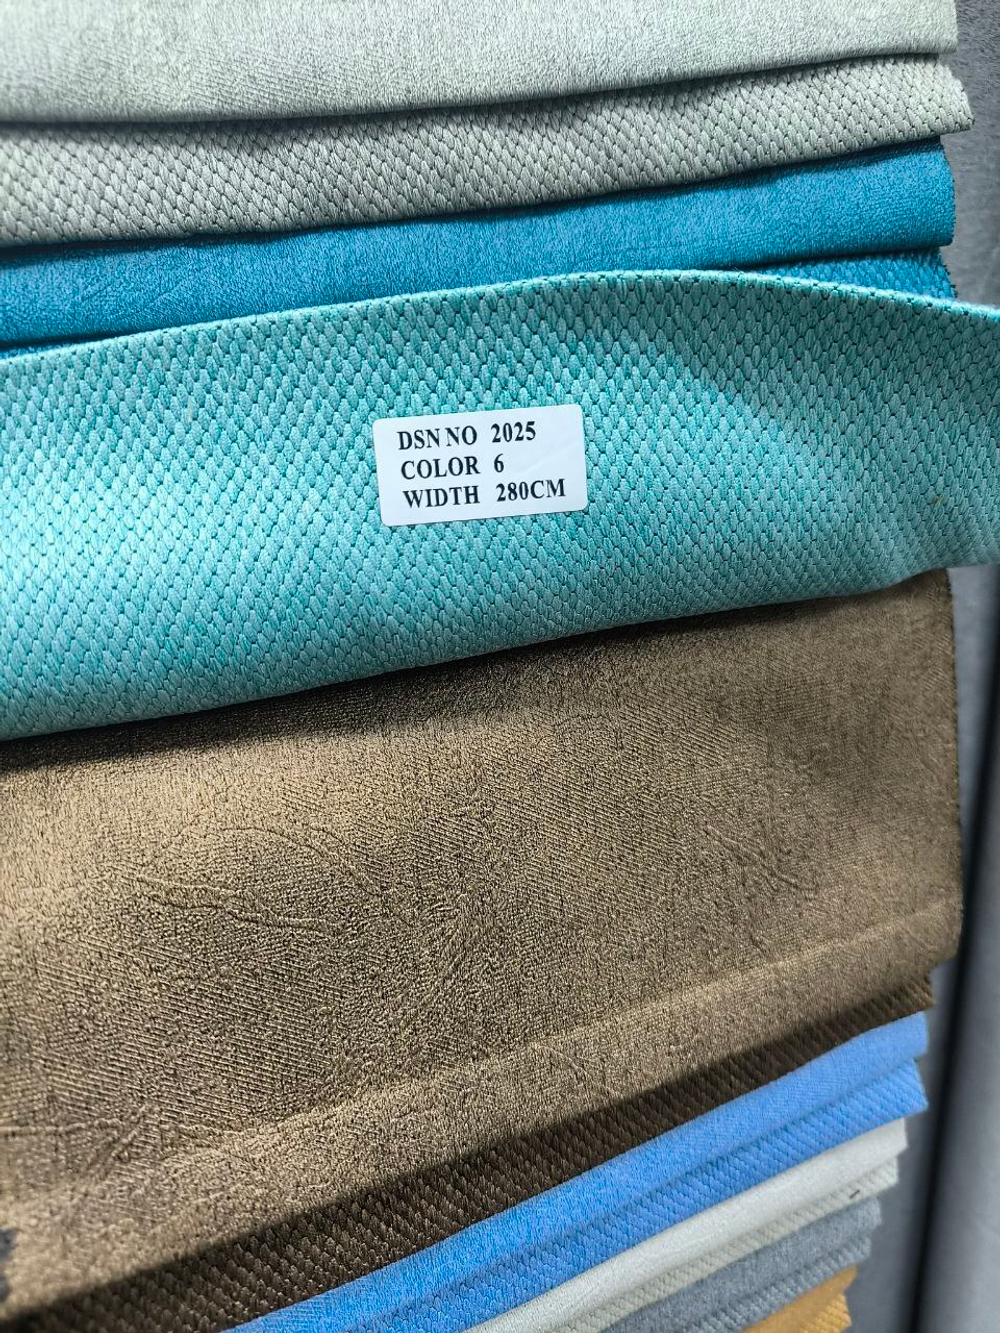 DSN NO 2025
COLOR 6
WIDTH 280CM